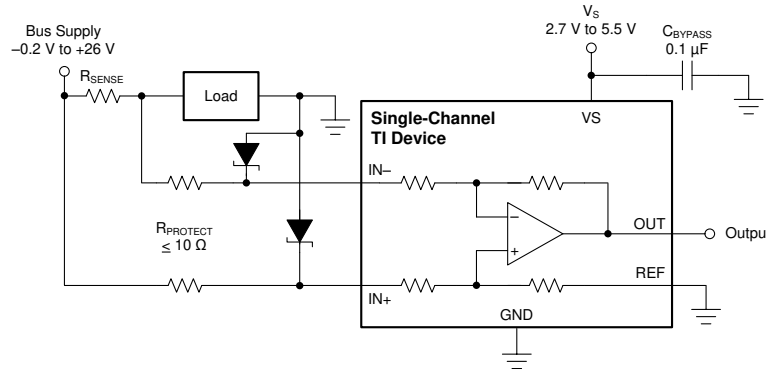 Bus Supply
–0.2 V to +26 V
RSENSE
Load
VS
2.7 V to 5.5 V
CBYPASS
0.1 µF
Single-Channel
TI Device
VS
IN–
RPROTECT
≤ 10 Ω
–
+
OUT
Outpu
REF
IN+
GND